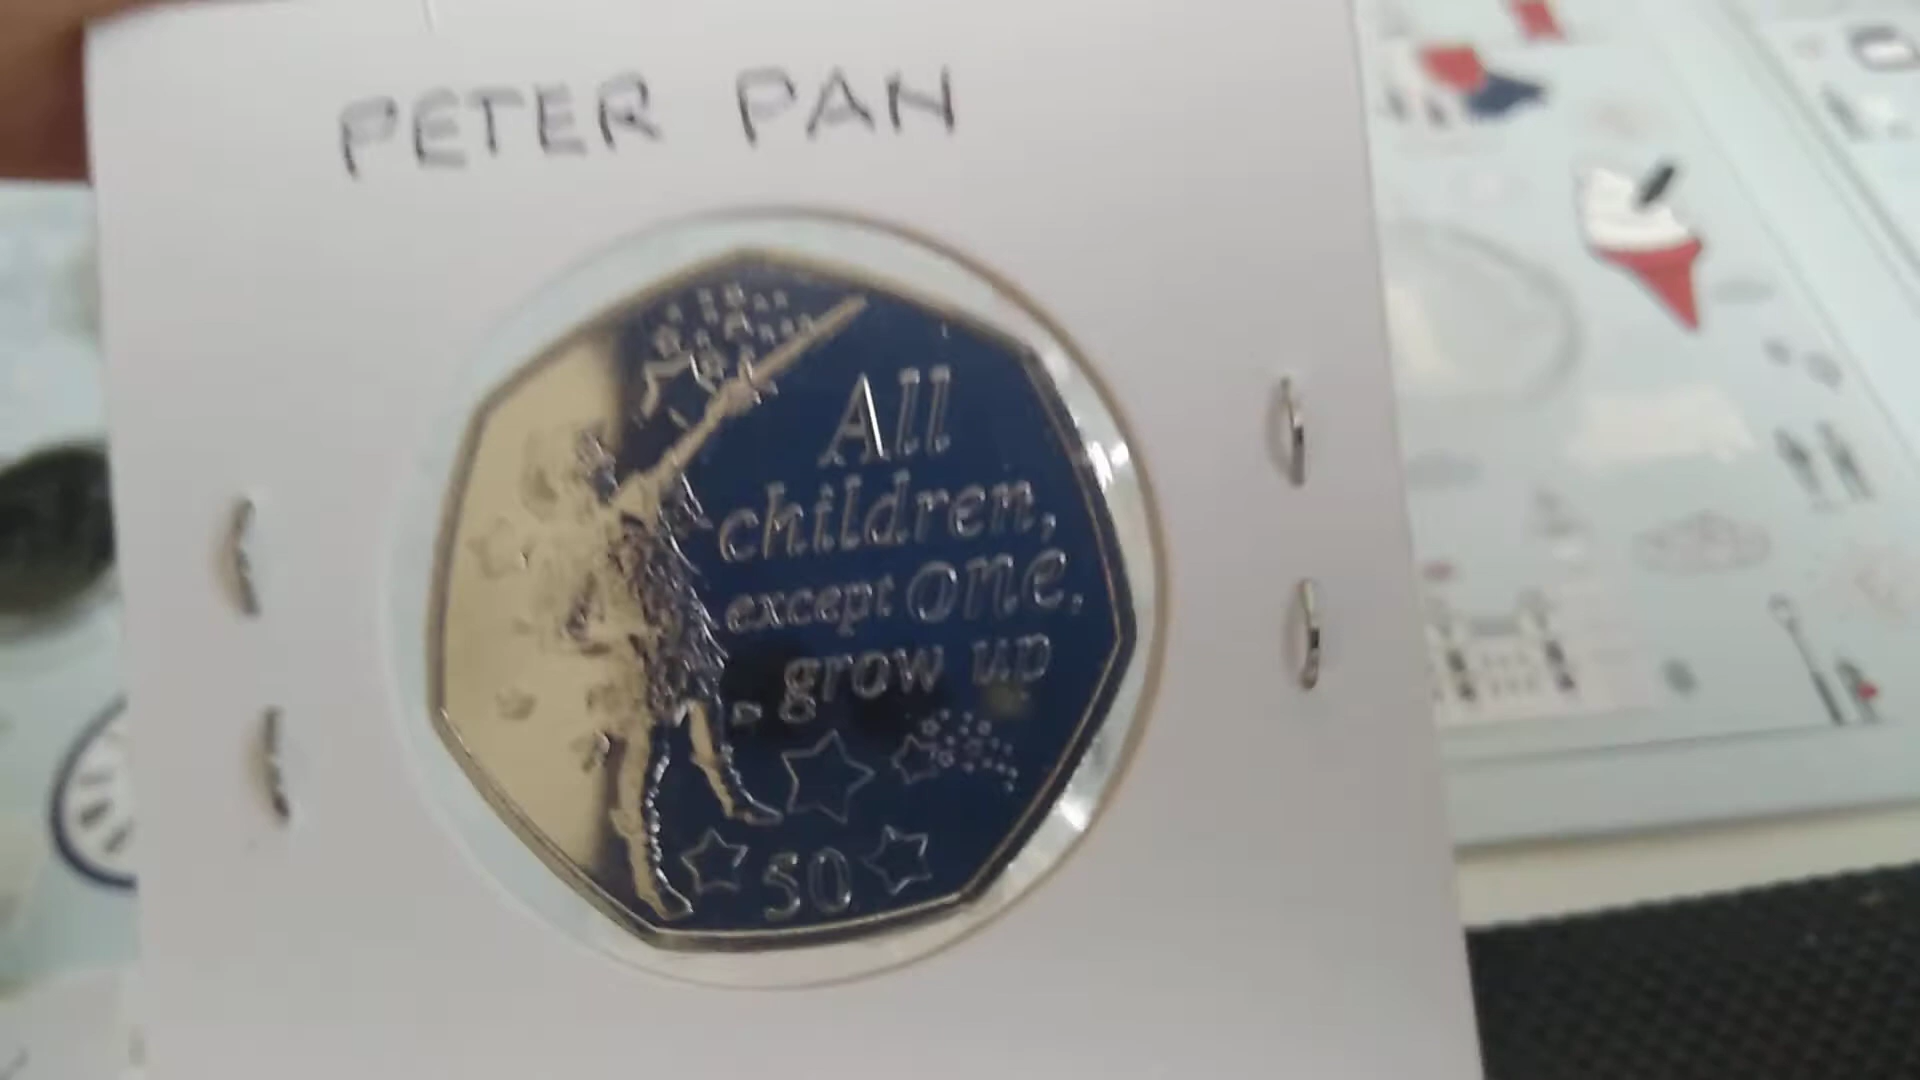 PETER PAN
All
children,
except one,
grow up
50